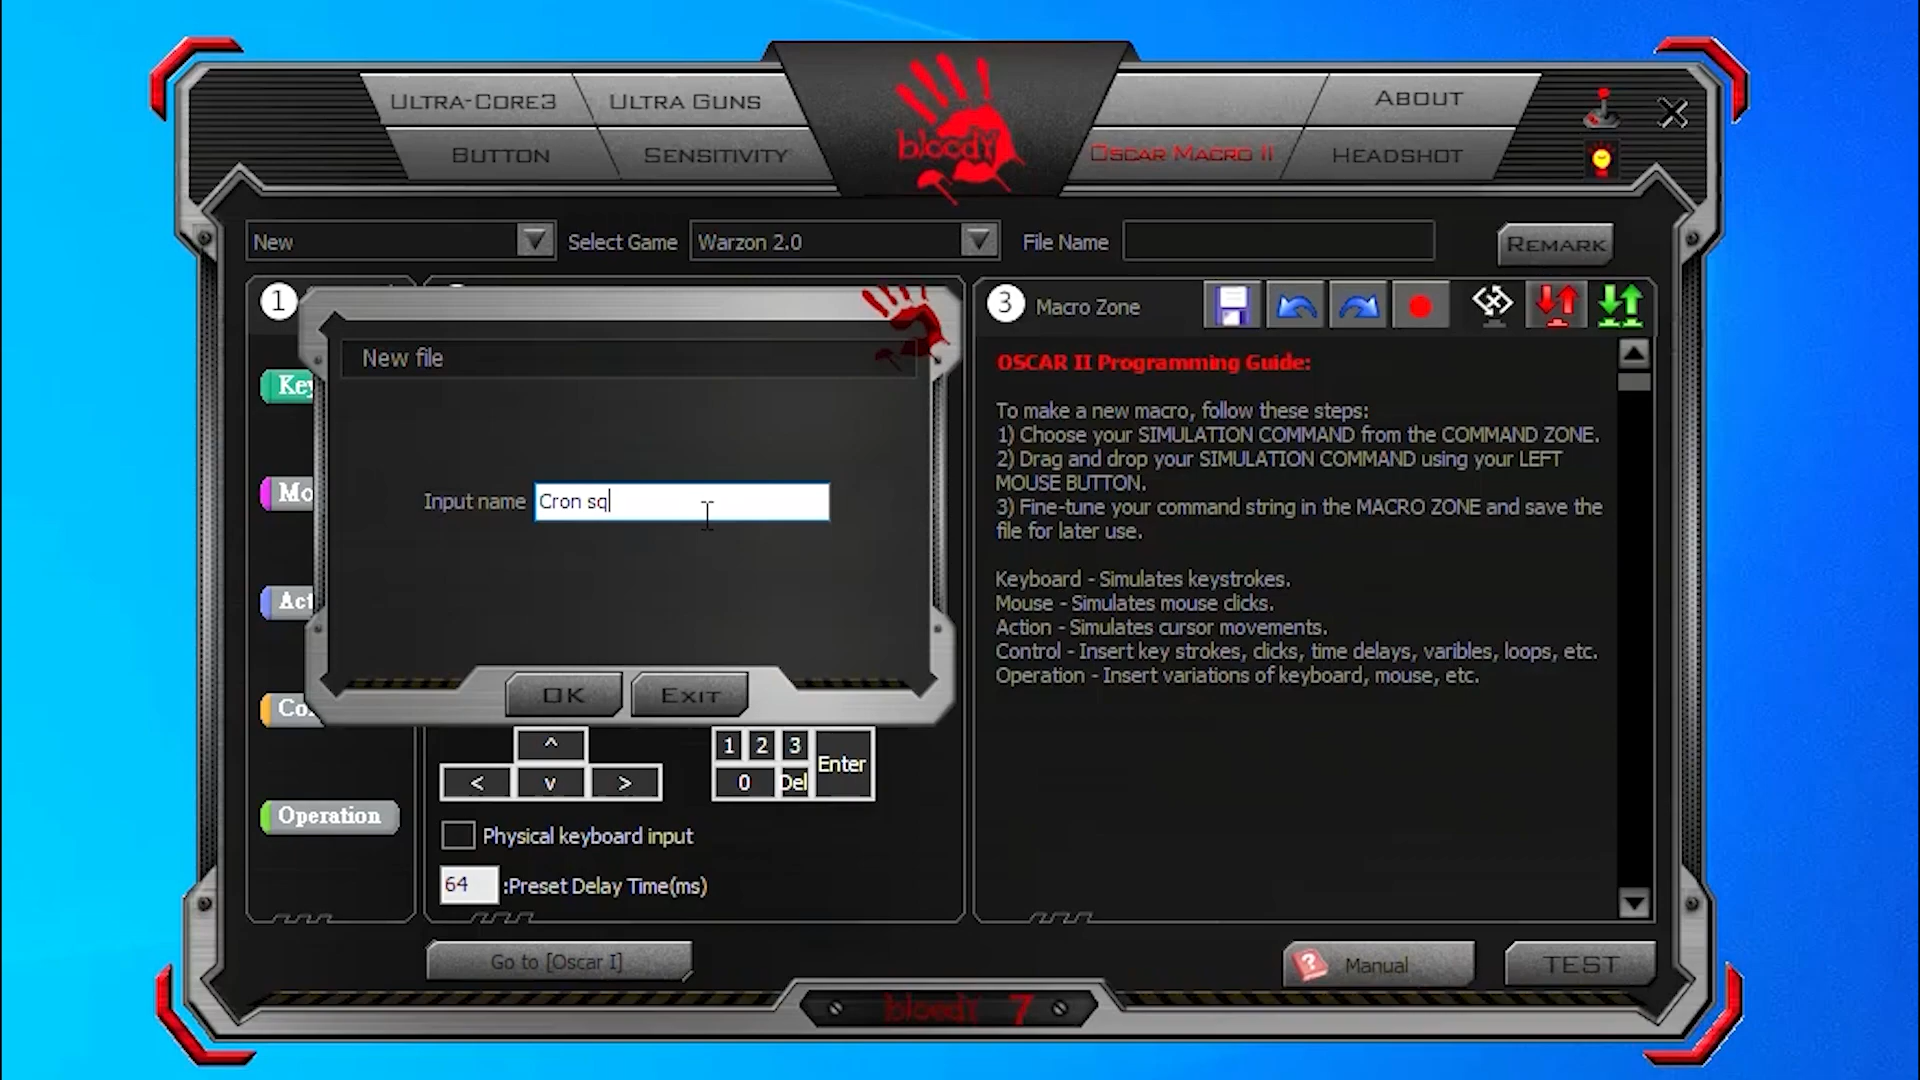 ULTRA-CORE3
ULTRA GUNS
ABOUT
BUTTON
SENSITIVITY
bloody
OSCAR MACRO II
HEADSHOT
New
Select Game
Warzon 2.0
File Name
REMARK
1
3
Macro Zone
New file
Key
Mo
Act
Co
Operation
Input name
Cron sq
OK
EXIT
^
< v >
1 2 3
0 Del
Enter
Physical keyboard input
64
:Preset Delay Time(ms)
OSCAR II Programming Guide:
To make a new macro, follow these steps:
1) Choose your SIMULATION COMMAND from the COMMAND ZONE.
2) Drag and drop your SIMULATION COMMAND using your LEFT
MOUSE BUTTON.
3) Fine-tune your command string in the MACRO ZONE and save the
file for later use.
Keyboard - Simulates keystrokes.
Mouse - Simulates mouse clicks.
Action - Simulates cursor movements.
Control - Insert key strokes, clicks, time delays, varibles, loops, etc.
Operation - Insert variations of keyboard, mouse, etc.
Go to [Oscar I]
Manual
TEST
bloody 7